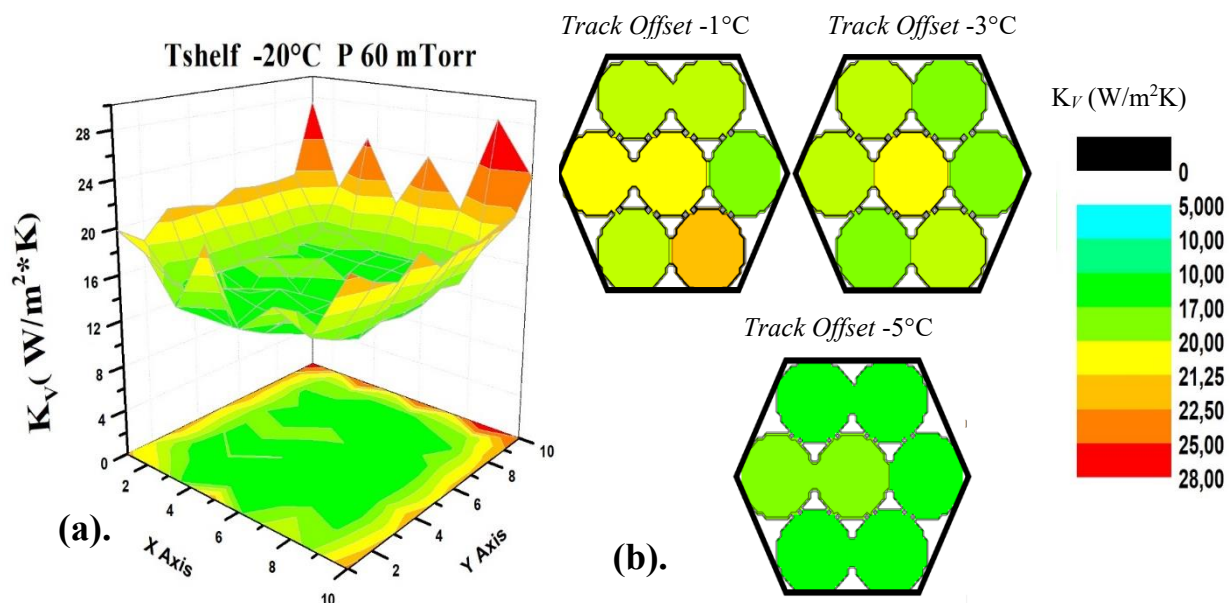 Tshelf -20°C P 60 mTorr
28
24
20
16
12
8
4
0
Kv( W/m²*K)
2
4
6
8
10
X Axis
2
4
6
8
10
Y Axis
(a).
Track Offset -1°C
Track Offset -3°C
Track Offset -5°C
(b).
KV (W/m²K)
0
5,000
10,00
10,00
17,00
20,00
21,25
22,50
25,00
28,00